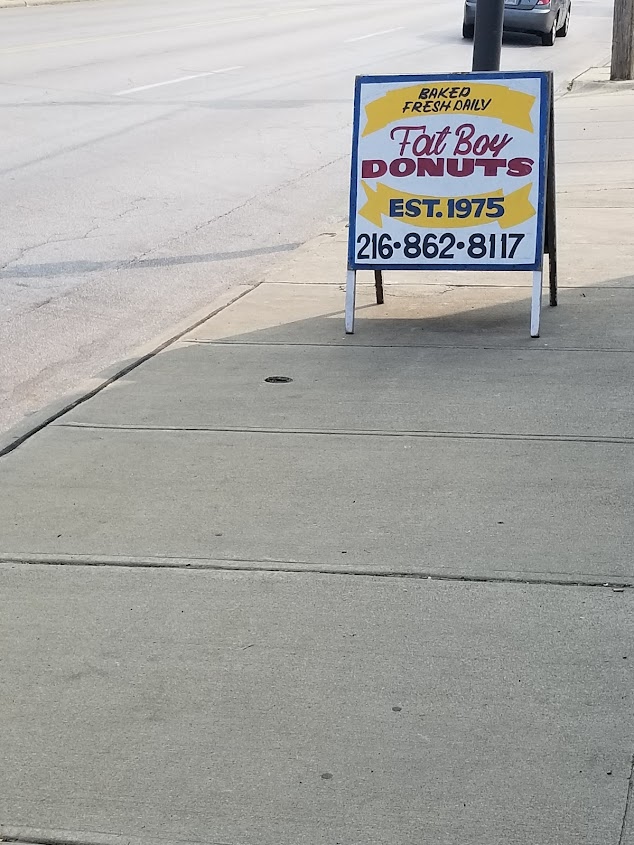 BAKED
FRESH DAILY
Fat Boy
DONUTS
EST. 1975
216•862•8117